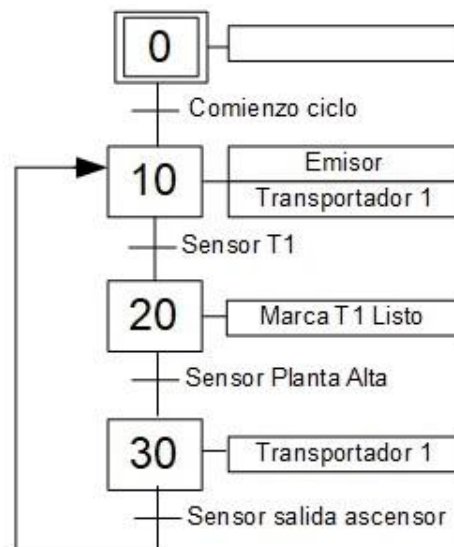 0
Comienzo ciclo
10
Emisor
Transportador 1
Sensor T1
20
Marca T1 Listo
Sensor Planta Alta
30
Transportador 1
Sensor salida ascensor